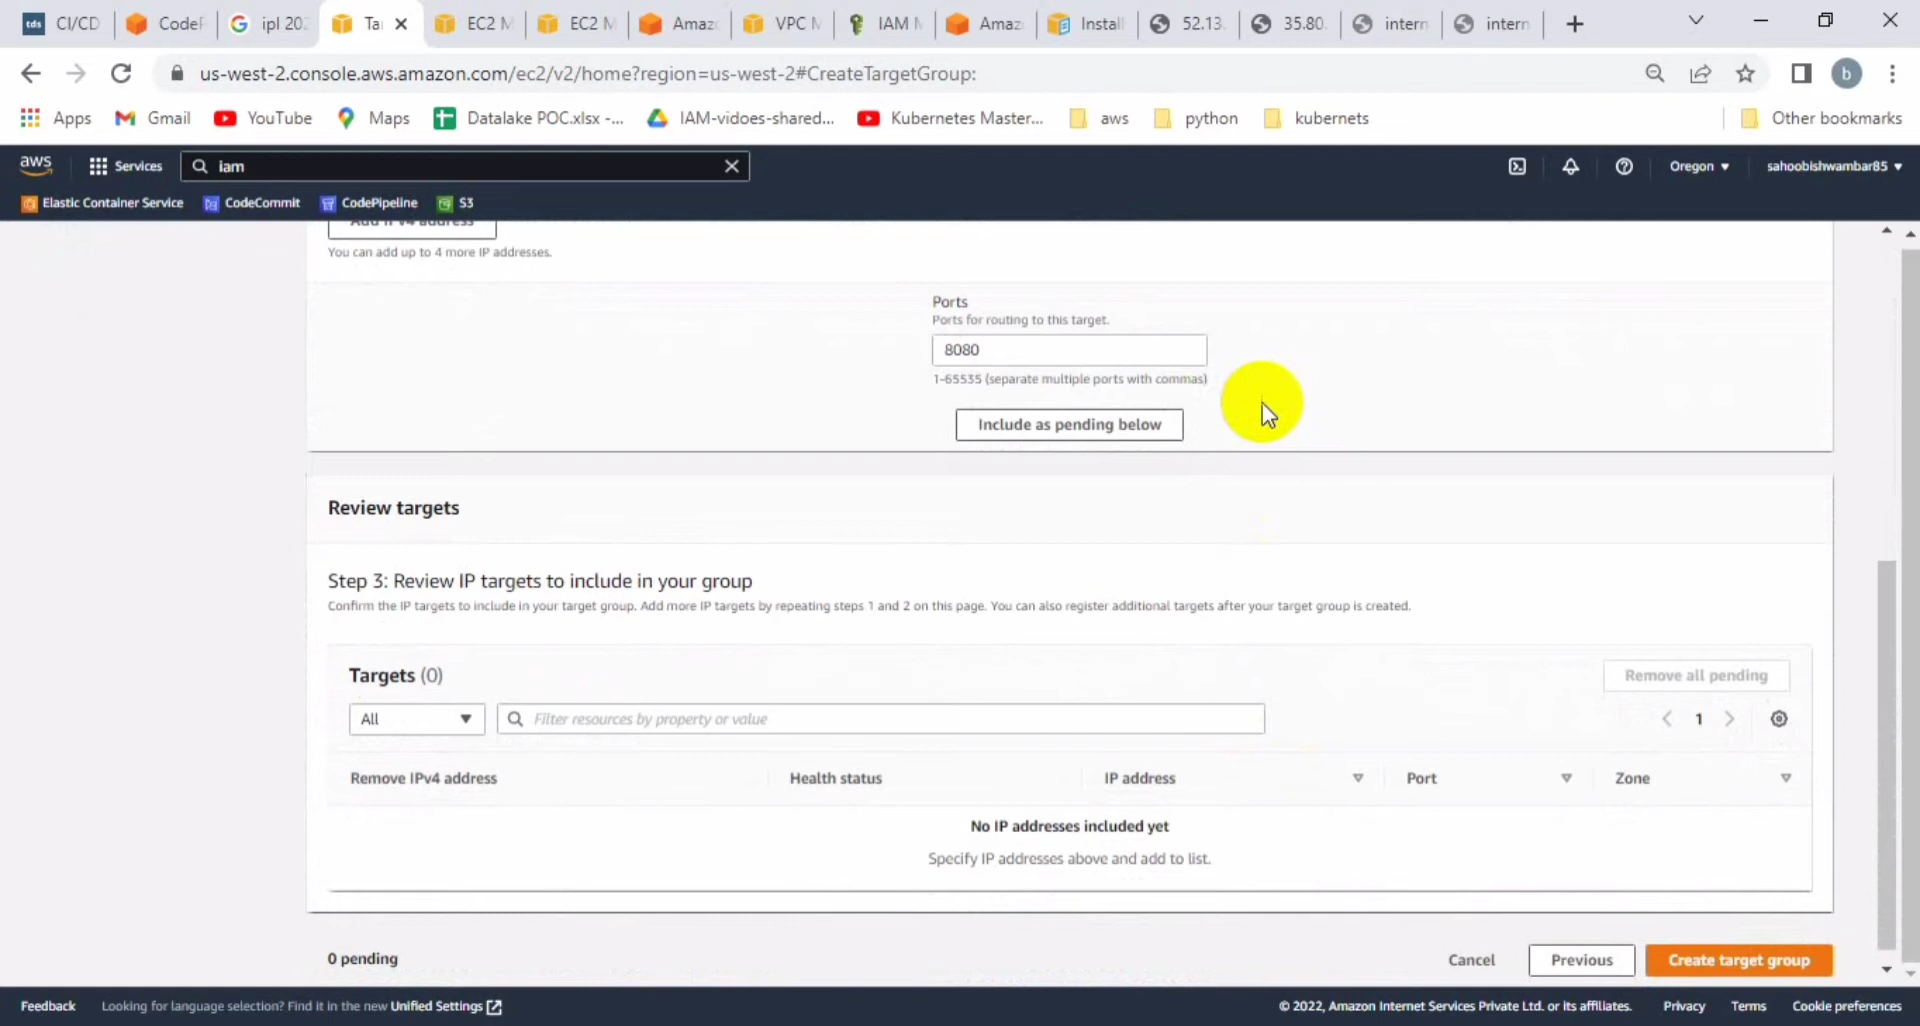 tds CI/CD
CodeP
ipl 202
Ta
EC2 M
EC2 M
Amazo
VPC M
IAM M
Amazo
Install
52.13.
35.80.
intern
intern
us-west-2.console.aws.amazon.com/ec2/v2/home?region=us-west-2#CreateTargetGroup:
b
Apps
Gmail
YouTube
Maps
Datalake POC.xlsx -...
IAM-vidoes-shared...
Kubernetes Master...
aws
python
kubernets
Other bookmarks
aws
Services
iam
Oregon
sahoobishwambar85
Elastic Container Service
CodeCommit
CodePipeline
S3
Add IPv4 address
You can add up to 4 more IP addresses.
Ports
Ports for routing to this target.
8080
1-65535 (separate multiple ports with commas)
Include as pending below
Review targets
Step 3: Review IP targets to include in your group
Confirm the IP targets to include in your target group. Add more IP targets by repeating steps 1 and 2 on this page. You can also register additional targets after your target group is created.
Targets (0)
Remove all pending
All
Filter resources by property or value
1
Remove IPv4 address
Health status
IP address
Port
Zone
No IP addresses included yet
Specify IP addresses above and add to list.
0 pending
Cancel
Previous
Create target group
Feedback
Looking for language selection? Find it in the new Unified Settings
© 2022, Amazon Internet Services Private Ltd. or its affiliates.
Privacy
Terms
Cookie preferences